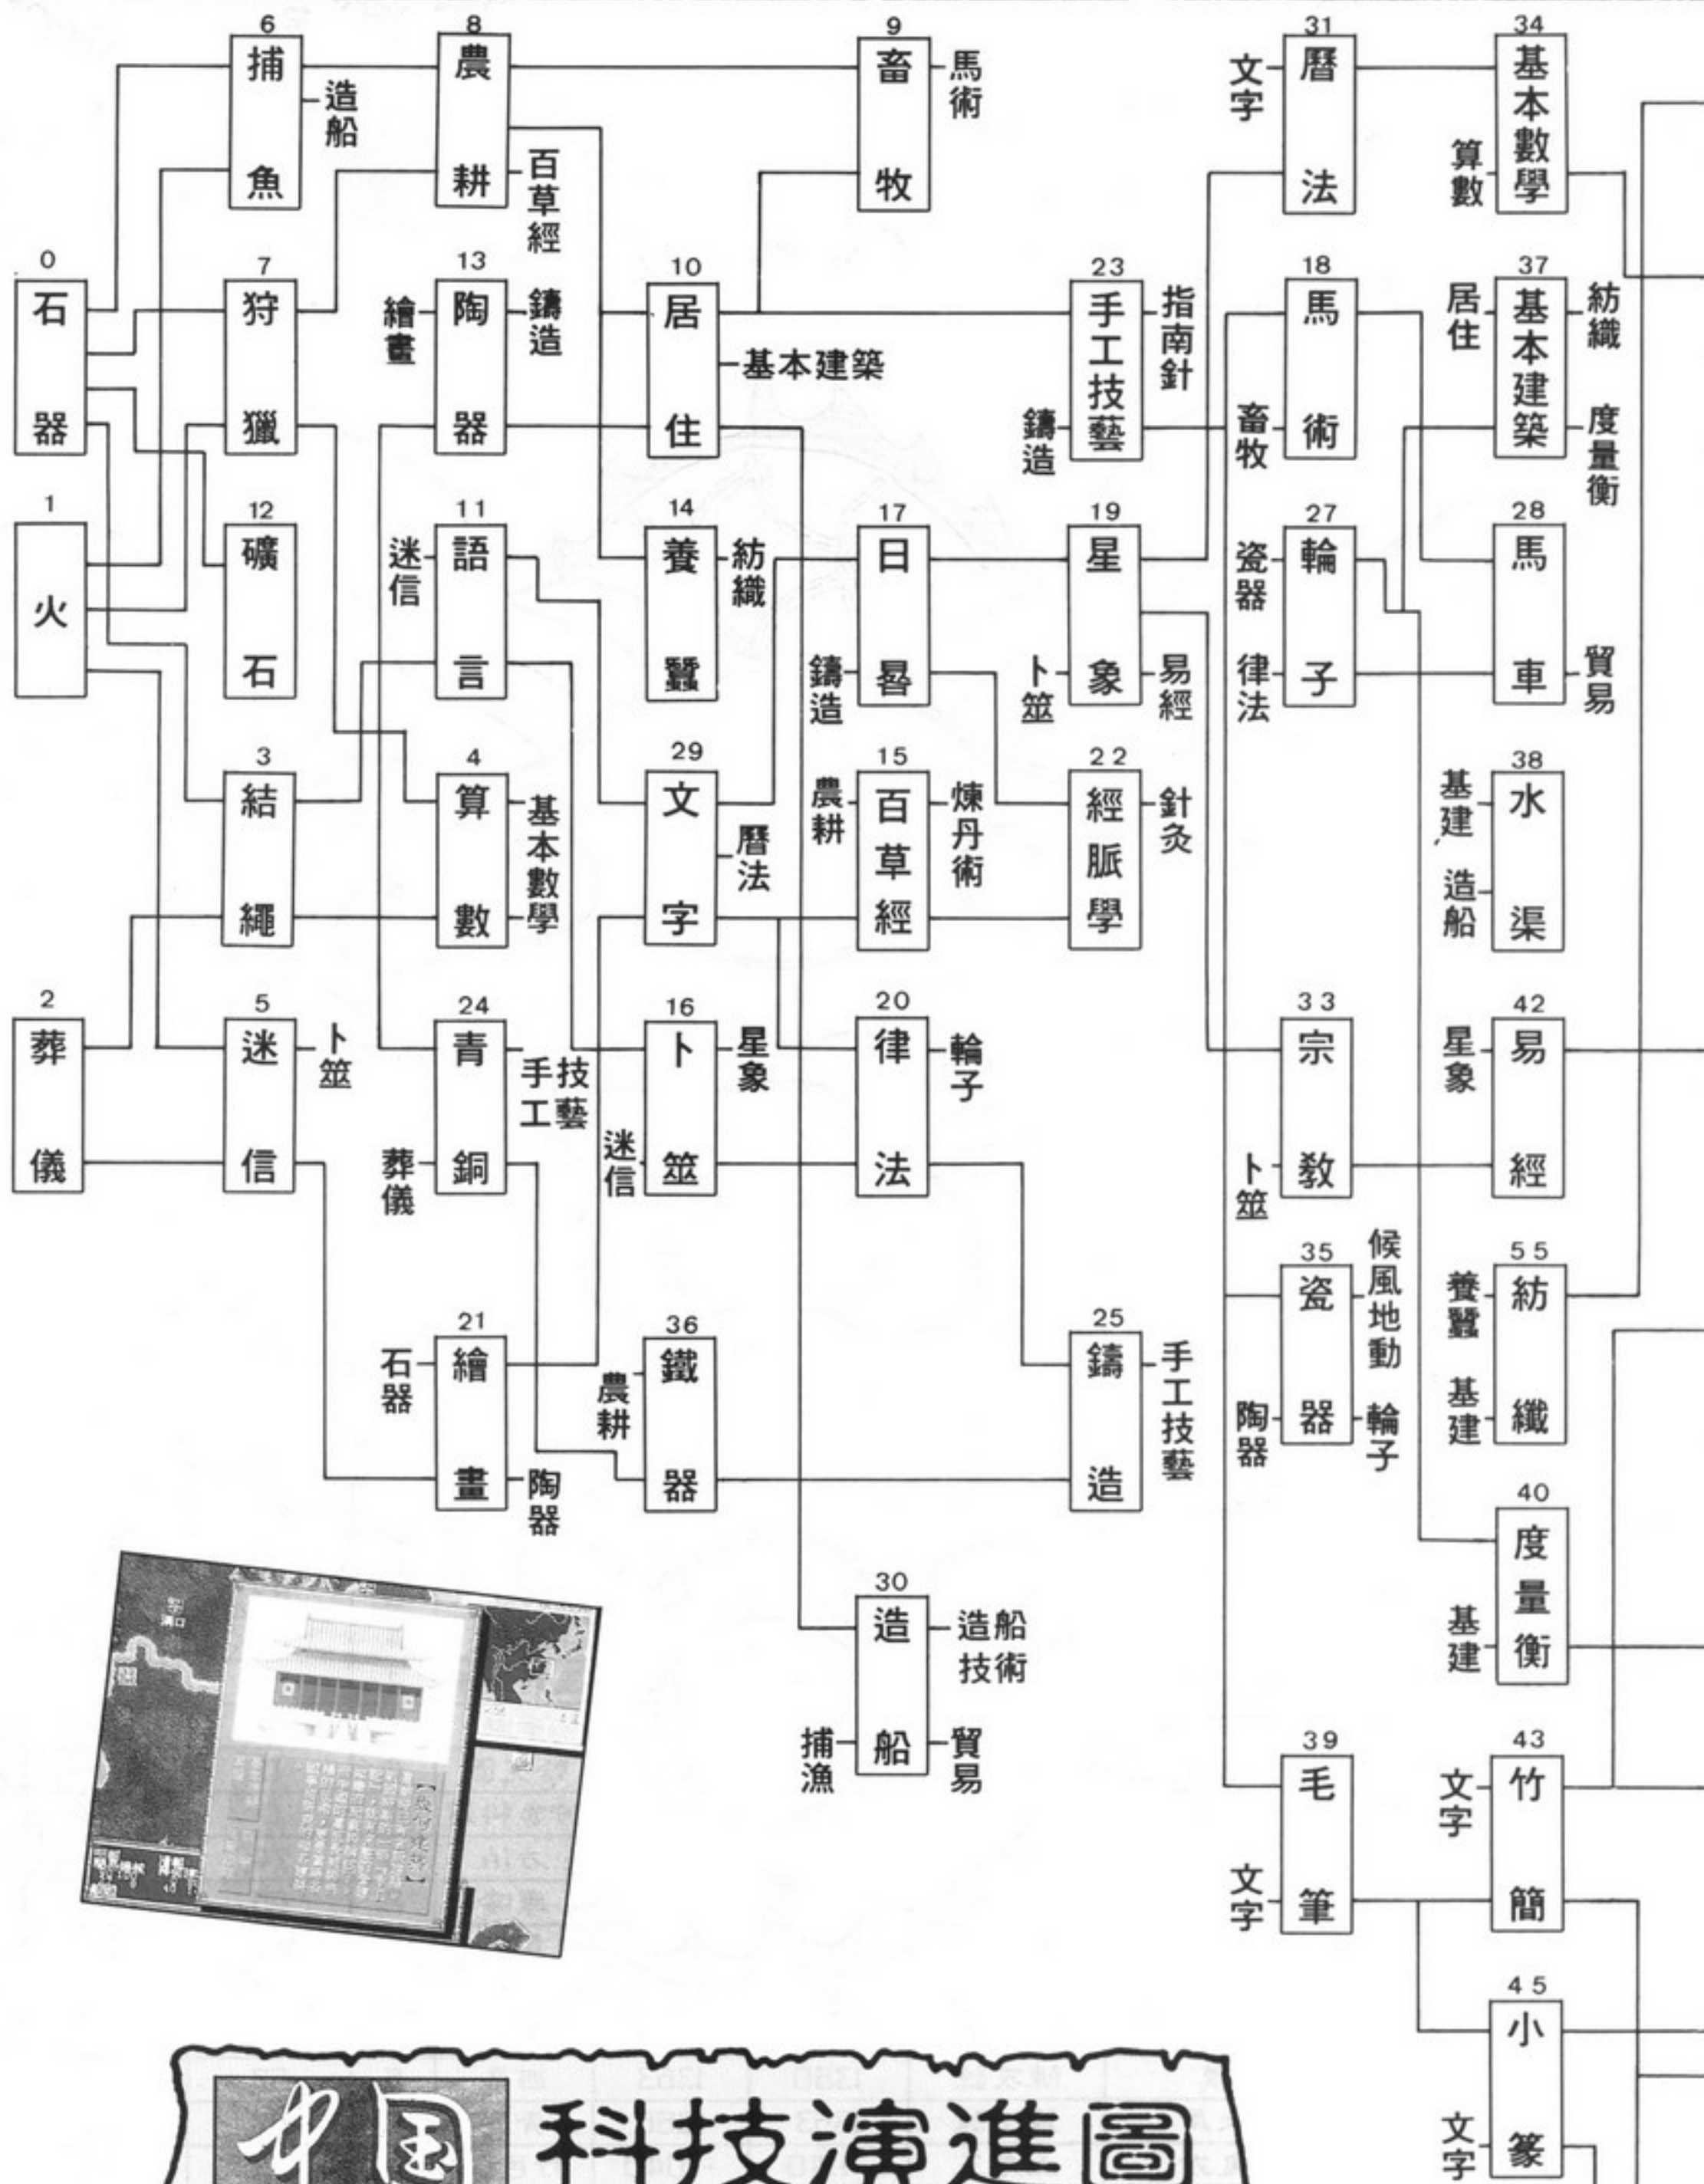 6
捕魚
造船
8
農耕
百草經
9
畜牧
馬術
31
文字
曆法
34
基本數學
算數
0
石器
7
狩獵
13
繪畫
陶器
鑄造
10
居住
基本建築
23
手工技藝
指南針
鑄造
18
馬術
畜牧
37
居住
基本建築
紡織
度量衡
1
火
12
礦石
11
迷信
語言
14
養蠶
紡織
17
日晷
鑄造
19
星象
卜筮
易經
27
瓷器
輪子
律法
28
馬車
貿易
3
結繩
4
算數
基本數學
29
文字
曆法
15
農耕
百草經
煉丹術
22
經脈學
針灸
38
基建
水渠
造船
2
葬儀
5
迷信
卜筮
24
青銅
手工技藝
葬儀
16
卜筮
星象
迷信
20
律法
輪子
33
宗教
卜筮
42
星象
易經
21
石器
繪畫
陶器
36
鐵器
農耕
25
鑄造
手工技藝
35
瓷器
候風地動
陶器
輪子
55
養蠶
紡織
基建
40
度量衡
基建
30
造船
造船技術
捕漁
貿易
39
毛筆
文字
43
文字
竹簡
45
小篆
文字
中国
科技演進圖